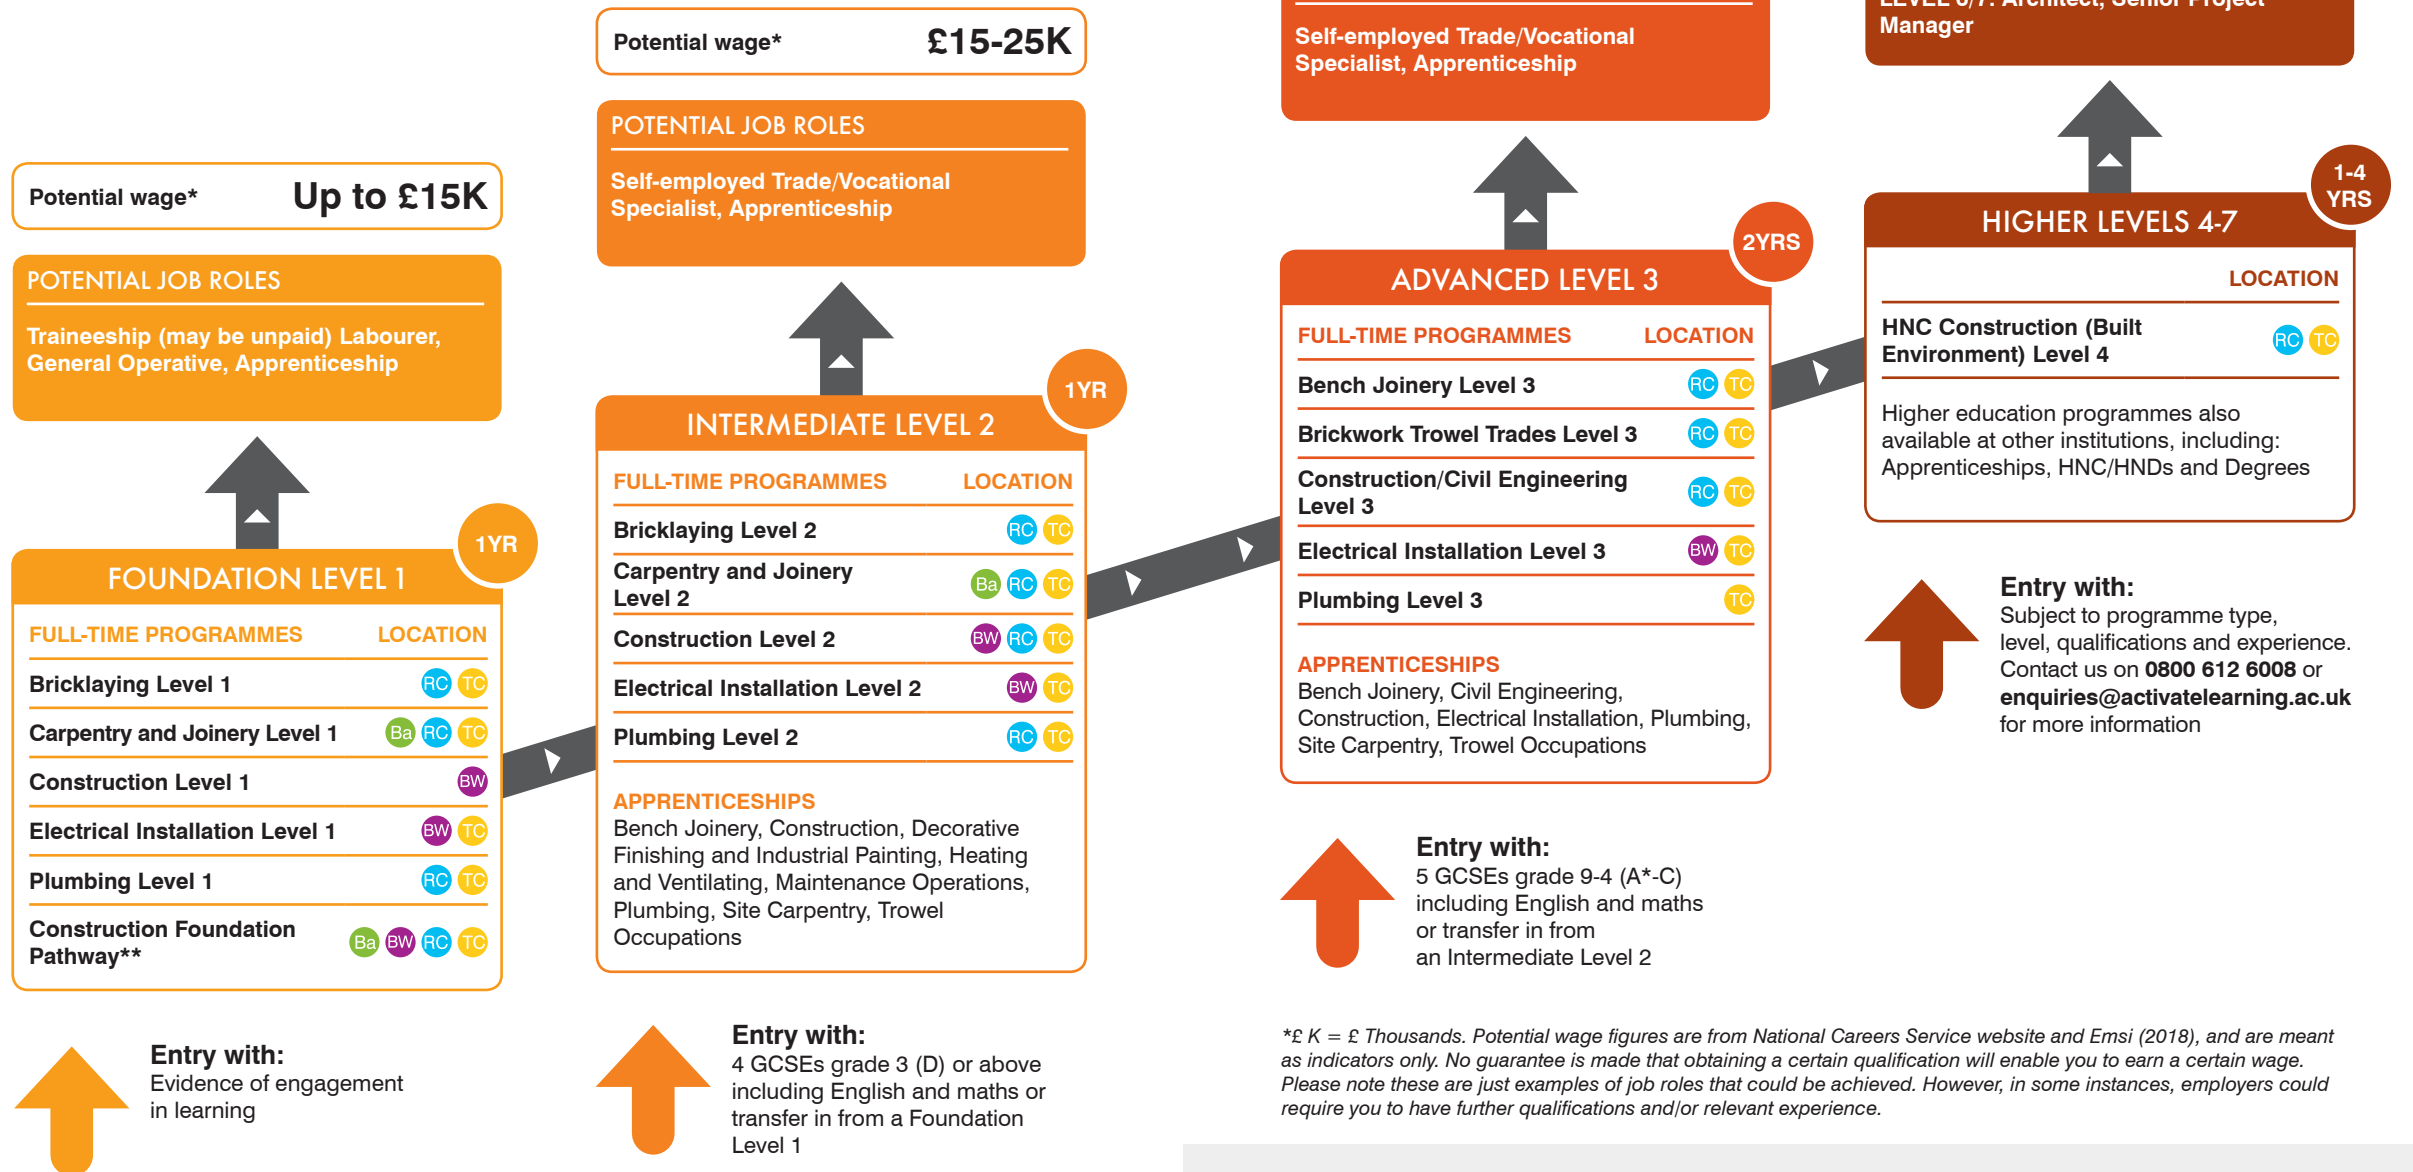 Potential wage* Up to £15K
POTENTIAL JOB ROLES
Traineeship (may be unpaid) Labourer,
General Operative, Apprenticeship
1YR
FOUNDATION LEVEL 1
FULL-TIME PROGRAMMES LOCATION
Bricklaying Level 1 RC TC
Carpentry and Joinery Level 1 Ba RC TC
Construction Level 1 BW
Electrical Installation Level 1 BW TC
Plumbing Level 1 RC TC
Construction Foundation
Pathway** Ba BW RC TC
Entry with:
Evidence of engagement
in learning
Potential wage* £15-25K
POTENTIAL JOB ROLES
Self-employed Trade/Vocational
Specialist, Apprenticeship
1YR
INTERMEDIATE LEVEL 2
FULL-TIME PROGRAMMES LOCATION
Bricklaying Level 2 RC TC
Carpentry and Joinery
Level 2 Ba RC TC
Construction Level 2 BW RC TC
Electrical Installation Level 2 BW TC
Plumbing Level 2 RC TC
APPRENTICESHIPS
Bench Joinery, Construction, Decorative
Finishing and Industrial Painting, Heating
and Ventilating, Maintenance Operations,
Plumbing, Site Carpentry, Trowel
Occupations
Entry with:
4 GCSEs grade 3 (D) or above
including English and maths or
transfer in from a Foundation
Level 1
Self-employed Trade/Vocational
Specialist, Apprenticeship
2YRS
ADVANCED LEVEL 3
FULL-TIME PROGRAMMES LOCATION
Bench Joinery Level 3 RC TC
Brickwork Trowel Trades Level 3 RC TC
Construction/Civil Engineering
Level 3 RC TC
Electrical Installation Level 3 BW TC
Plumbing Level 3 TC
APPRENTICESHIPS
Bench Joinery, Civil Engineering,
Construction, Electrical Installation, Plumbing,
Site Carpentry, Trowel Occupations
Entry with:
5 GCSEs grade 9-4 (A*-C)
including English and maths
or transfer in from
an Intermediate Level 2
LEVEL 6/7: Architect, Senior Project
Manager
1-4
YRS
HIGHER LEVELS 4-7
LOCATION
HNC Construction (Built
Environment) Level 4 RC TC
Higher education programmes also
available at other institutions, including:
Apprenticeships, HNC/HNDs and Degrees
Entry with:
Subject to programme type,
level, qualifications and experience.
Contact us on 0800 612 6008 or
enquiries@activatelearning.ac.uk
for more information
*£ K = £ Thousands. Potential wage figures are from National Careers Service website and Emsi (2018), and are meant
as indicators only. No guarantee is made that obtaining a certain qualification will enable you to earn a certain wage.
Please note these are just examples of job roles that could be achieved. However, in some instances, employers could
require you to have further qualifications and/or relevant experience.